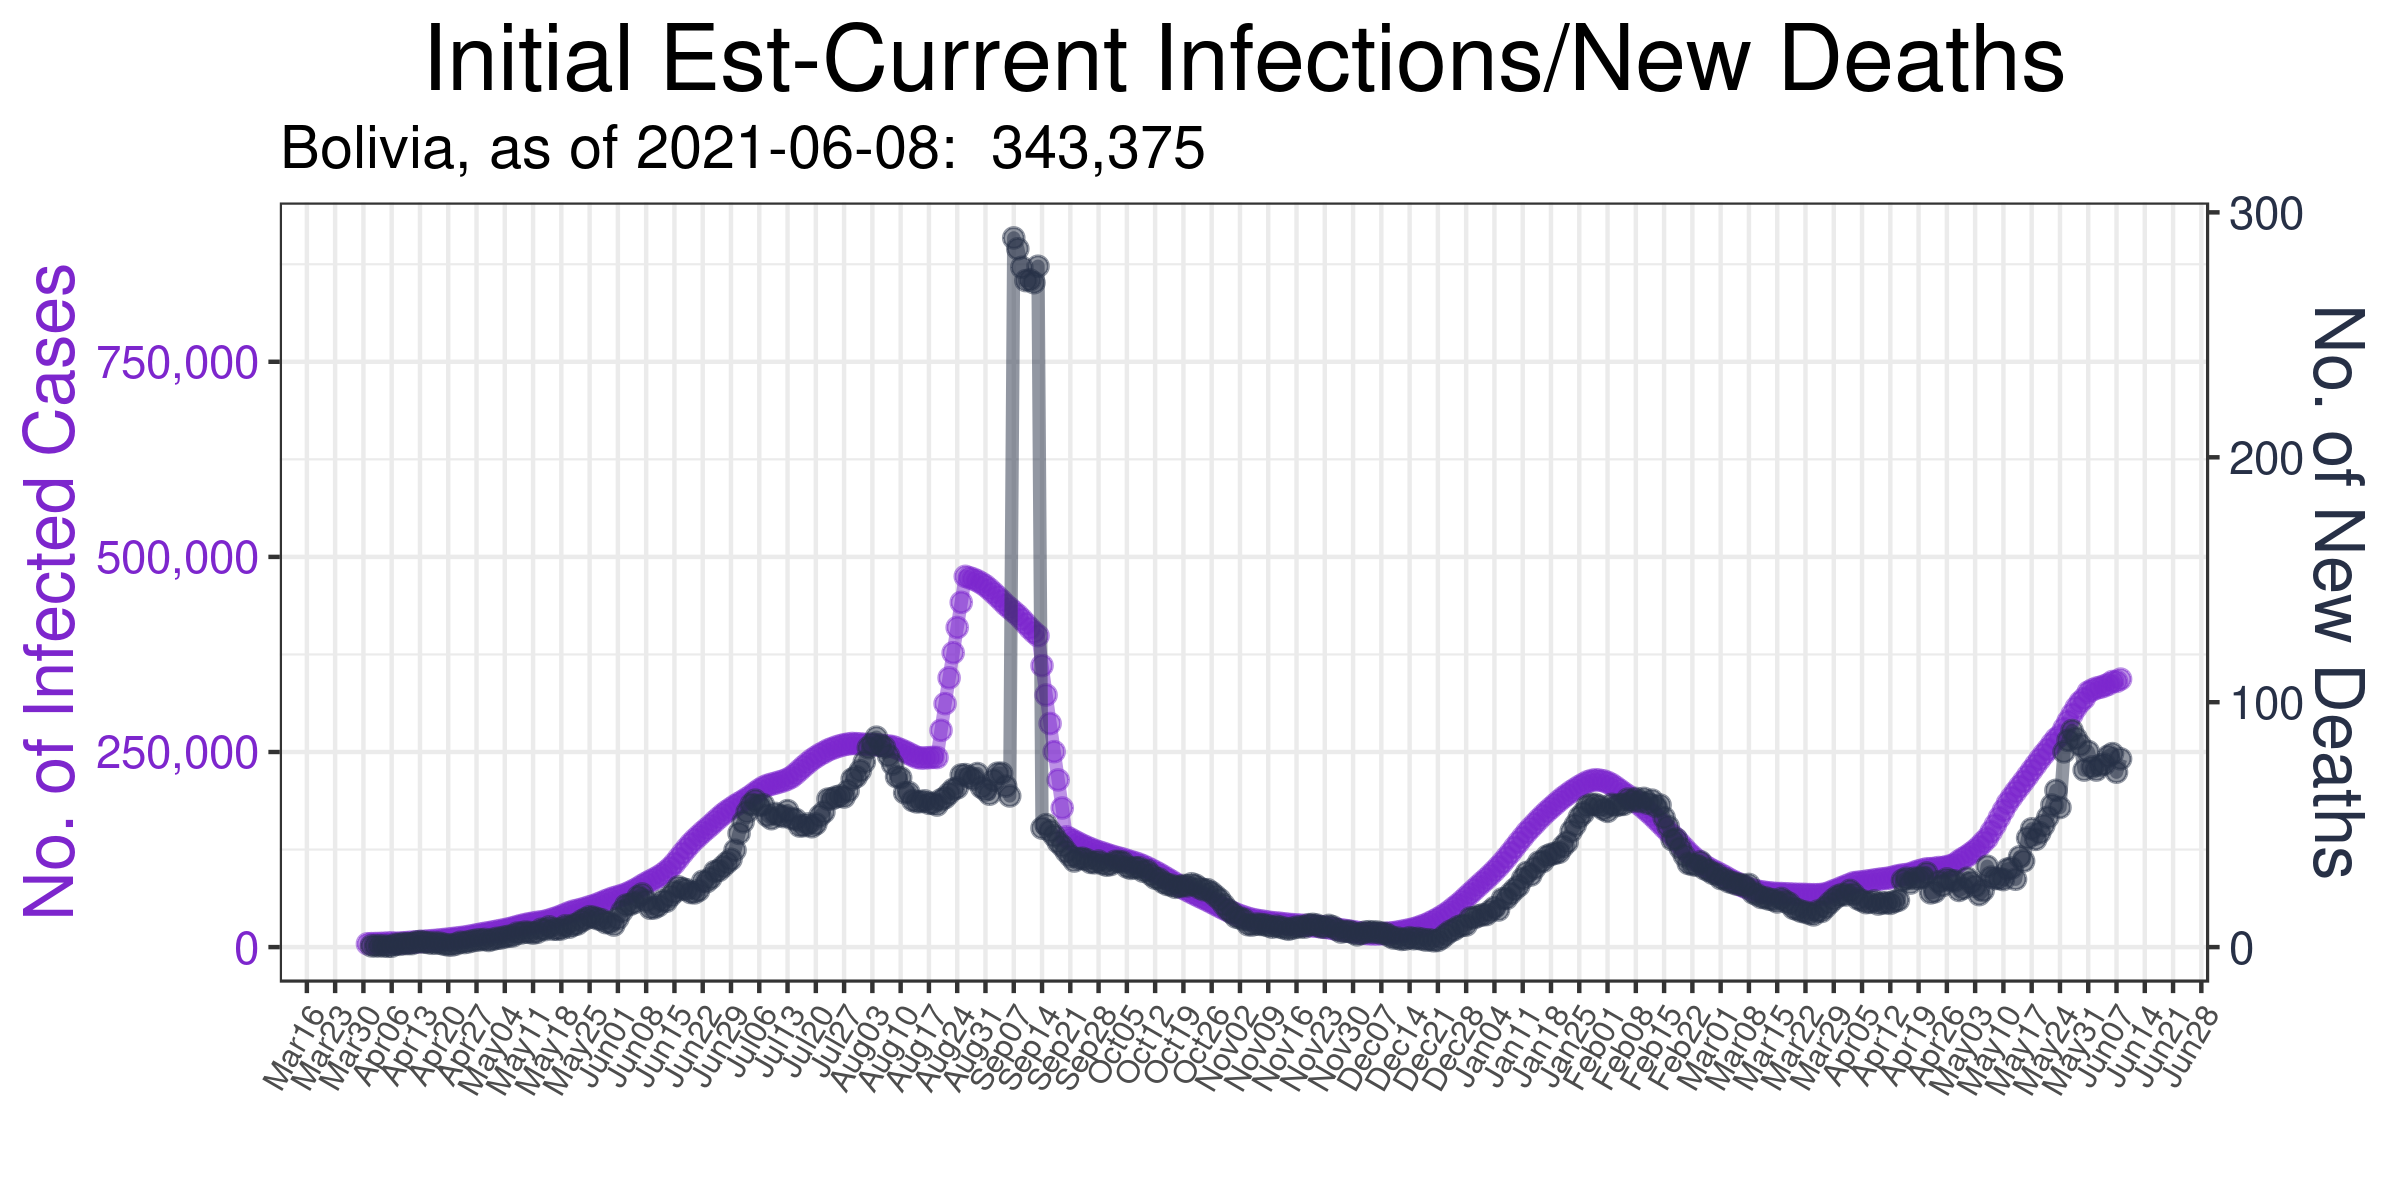 Initial Est-Current Infections/New Deaths
Bolivia, as of 2021-06-08:  343,375
No. of Infected Cases
750,000
500,000
250,000
0
300
200
100
0
No. of New Deaths
Mar16
Mar23
Mar30
Apr06
Apr13
Apr20
Apr27
May04
May11
May18
May25
Jun01
Jun08
Jun15
Jun22
Jun29
Jul06
Jul13
Jul20
Jul27
Aug03
Aug10
Aug17
Aug24
Aug31
Sep07
Sep14
Sep21
Sep28
Oct05
Oct12
Oct19
Oct26
Nov02
Nov09
Nov16
Nov23
Nov30
Dec07
Dec14
Dec21
Dec28
Jan04
Jan11
Jan18
Jan25
Feb01
Feb08
Feb15
Feb22
Mar01
Mar08
Mar15
Mar22
Mar29
Apr05
Apr12
Apr19
Apr26
May03
May10
May17
May24
May31
Jun07
Jun14
Jun21
Jun28